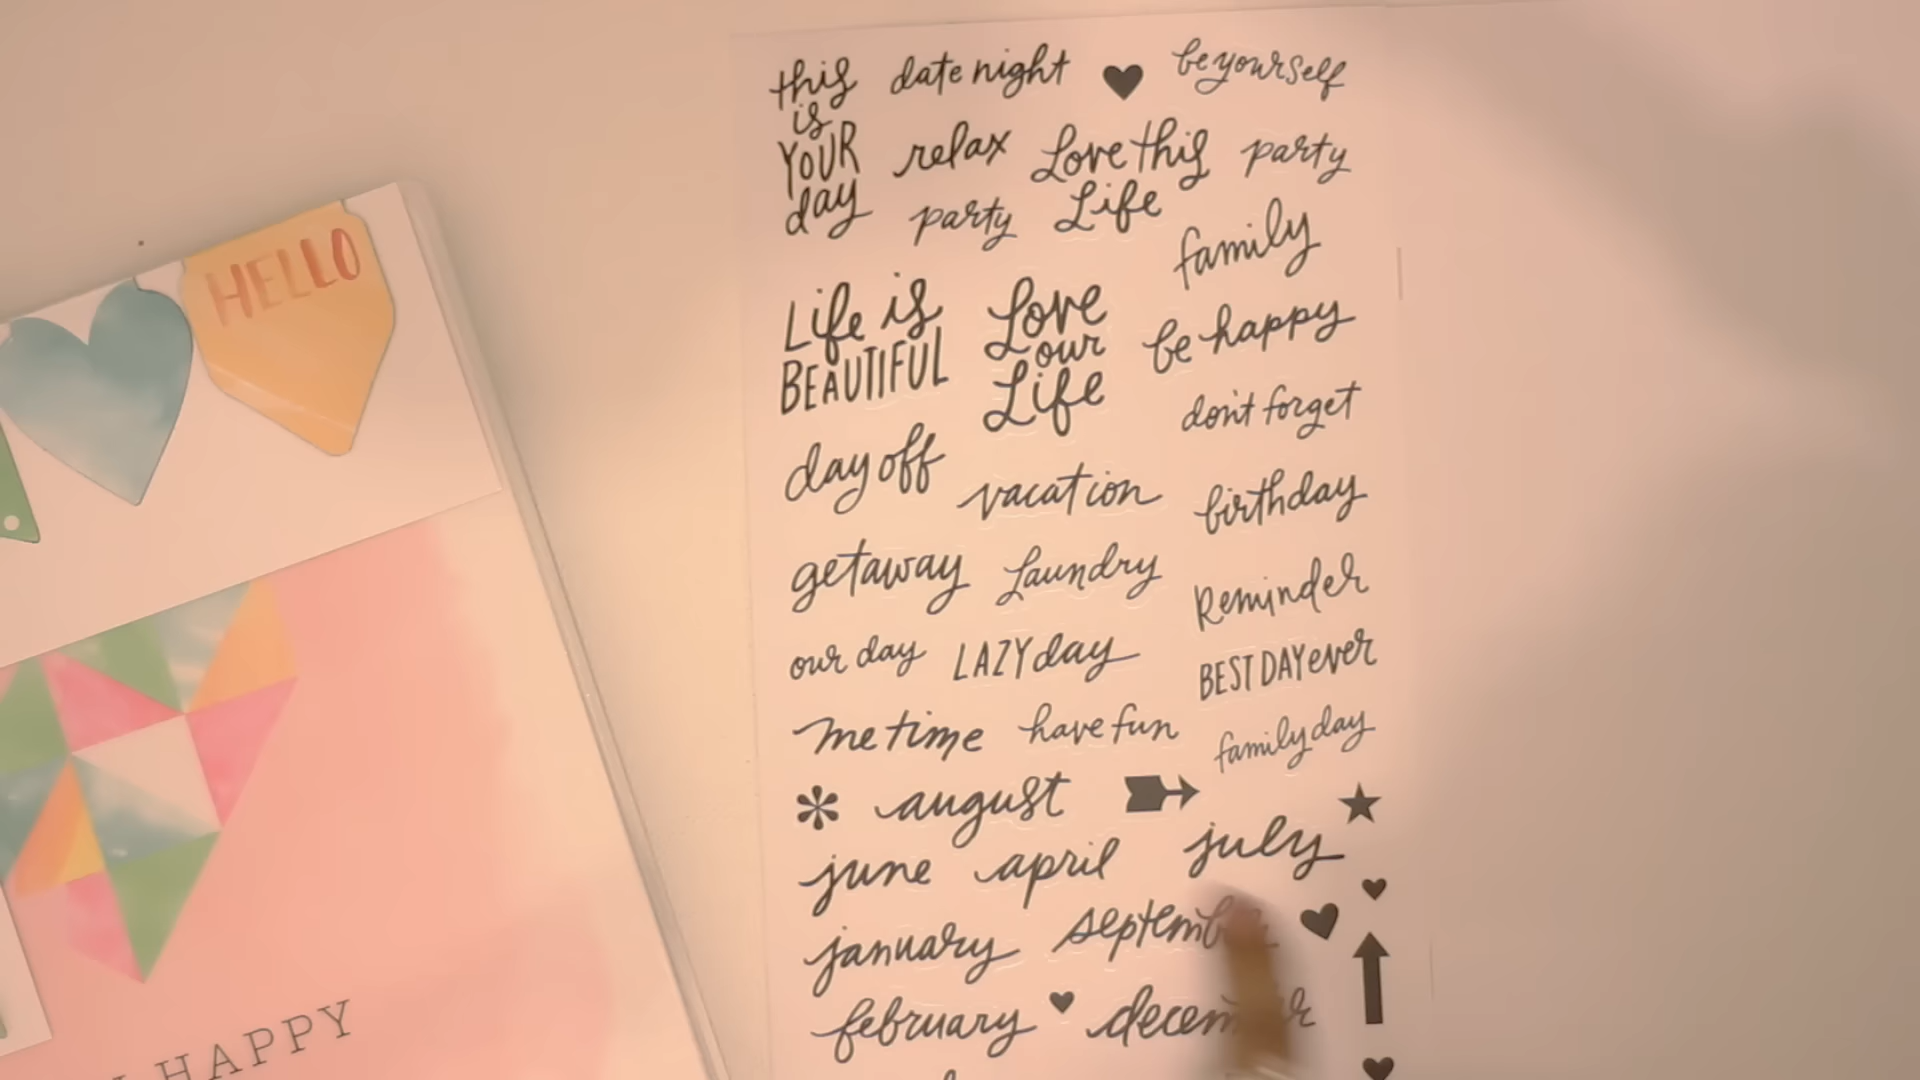 this
is
YOUR
day
date night
be yourself
relax
Love this
Life
party
party
family
Life is
BEAUTIFUL
Love
our
Life
be happy
don't forget
day off
vacation
birthday
getaway
Laundry
Reminder
our day
LAZY day
BEST DAY ever
me time
have fun
family day
august
june
april
july
january
september
february
december
HELLO
HAPPY